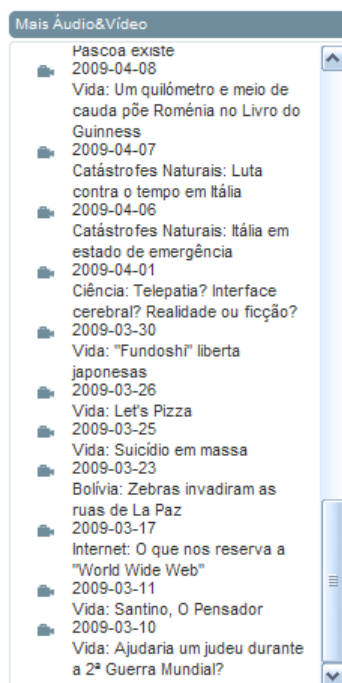 Mais Áudio&Vídeo
Páscoa existe
2009-04-08
Vida: Um quilómetro e meio de
cauda põe Roménia no Livro do
Guinness
2009-04-07
Catástrofes Naturais: Luta
contra o tempo em Itália
2009-04-06
Catástrofes Naturais: Itália em
estado de emergência
2009-04-01
Ciência: Telepatia? Interface
cerebral? Realidade ou ficção?
2009-03-30
Vida: "Fundoshi" liberta
japonesas
2009-03-26
Vida: Let's Pizza
2009-03-25
Vida: Suicídio em massa
2009-03-23
Bolívia: Zebras invadiram as
ruas de La Paz
2009-03-17
Internet: O que nos reserva a
"World Wide Web"
2009-03-11
Vida: Santino, O Pensador
2009-03-10
Vida: Ajudaria um judeu durante
a 2ª Guerra Mundial?